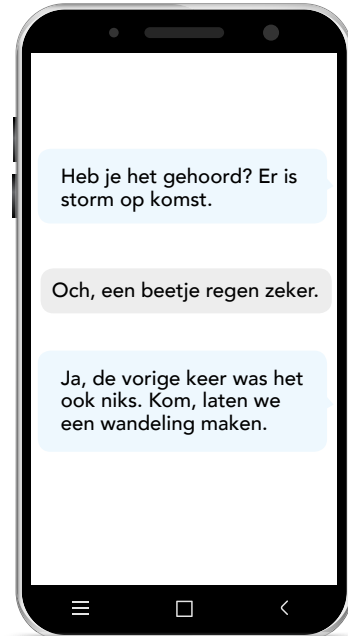 Heb je het gehoord? Er is
storm op komst.
Och, een beetje regen zeker.
Ja, de vorige keer was het
ook niks. Kom, laten we
een wandeling maken.